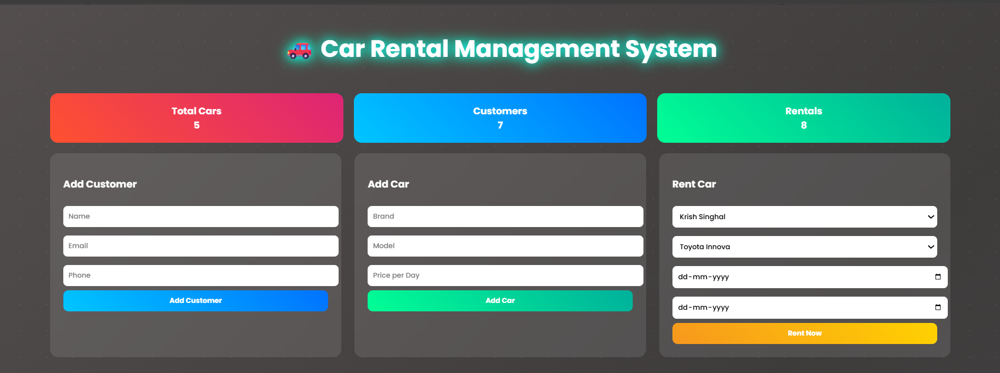 Car Rental Management System
Total Cars
5
Customers
7
Rentals
8
Add Customer
Name
Email
Phone
Add Customer
Add Car
Brand
Model
Price per Day
Add Car
Rent Car
Krish Singhal
Toyota Innova
dd-mm-yyyy
dd-mm-yyyy
Rent Now